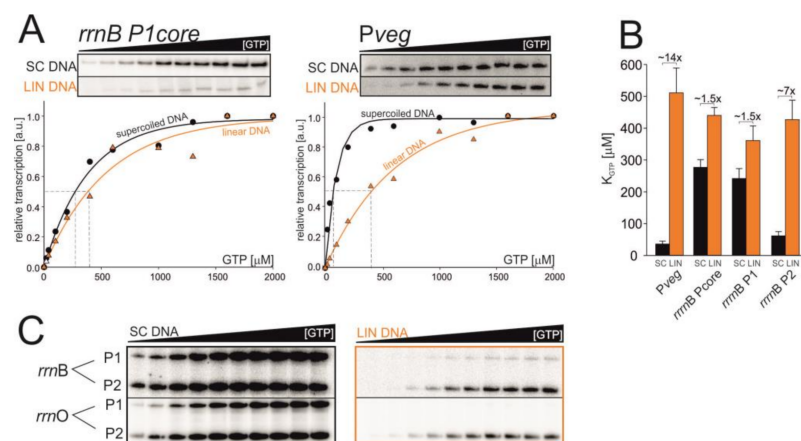 A
rrnB P1core
[GTP]
SC DNA
LIN DNA
relative transcription [a.u.]
1.0
0.8
0.6
0.4
0.2
0.0
supercoiled DNA
linear DNA
GTP [µM]
0 500 1000 1500 2000
Pveg
[GTP]
SC DNA
LIN DNA
relative transcription [a.u.]
1.0
0.8
0.6
0.4
0.2
0.0
supercoiled DNA
linear DNA
GTP [µM]
0 500 1000 1500 2000
B
KGTP [µM]
600
500
400
300
200
100
0
~14x
~1.5x
~1.5x
~7x
SC LIN SC LIN SC LIN SC LIN
Pveg
rrrnB Pcore
rrrnB P1
rrrnB P2
C
SC DNA
[GTP]
LIN DNA
[GTP]
rrnB
P1
P2
rrnO
P1
P2